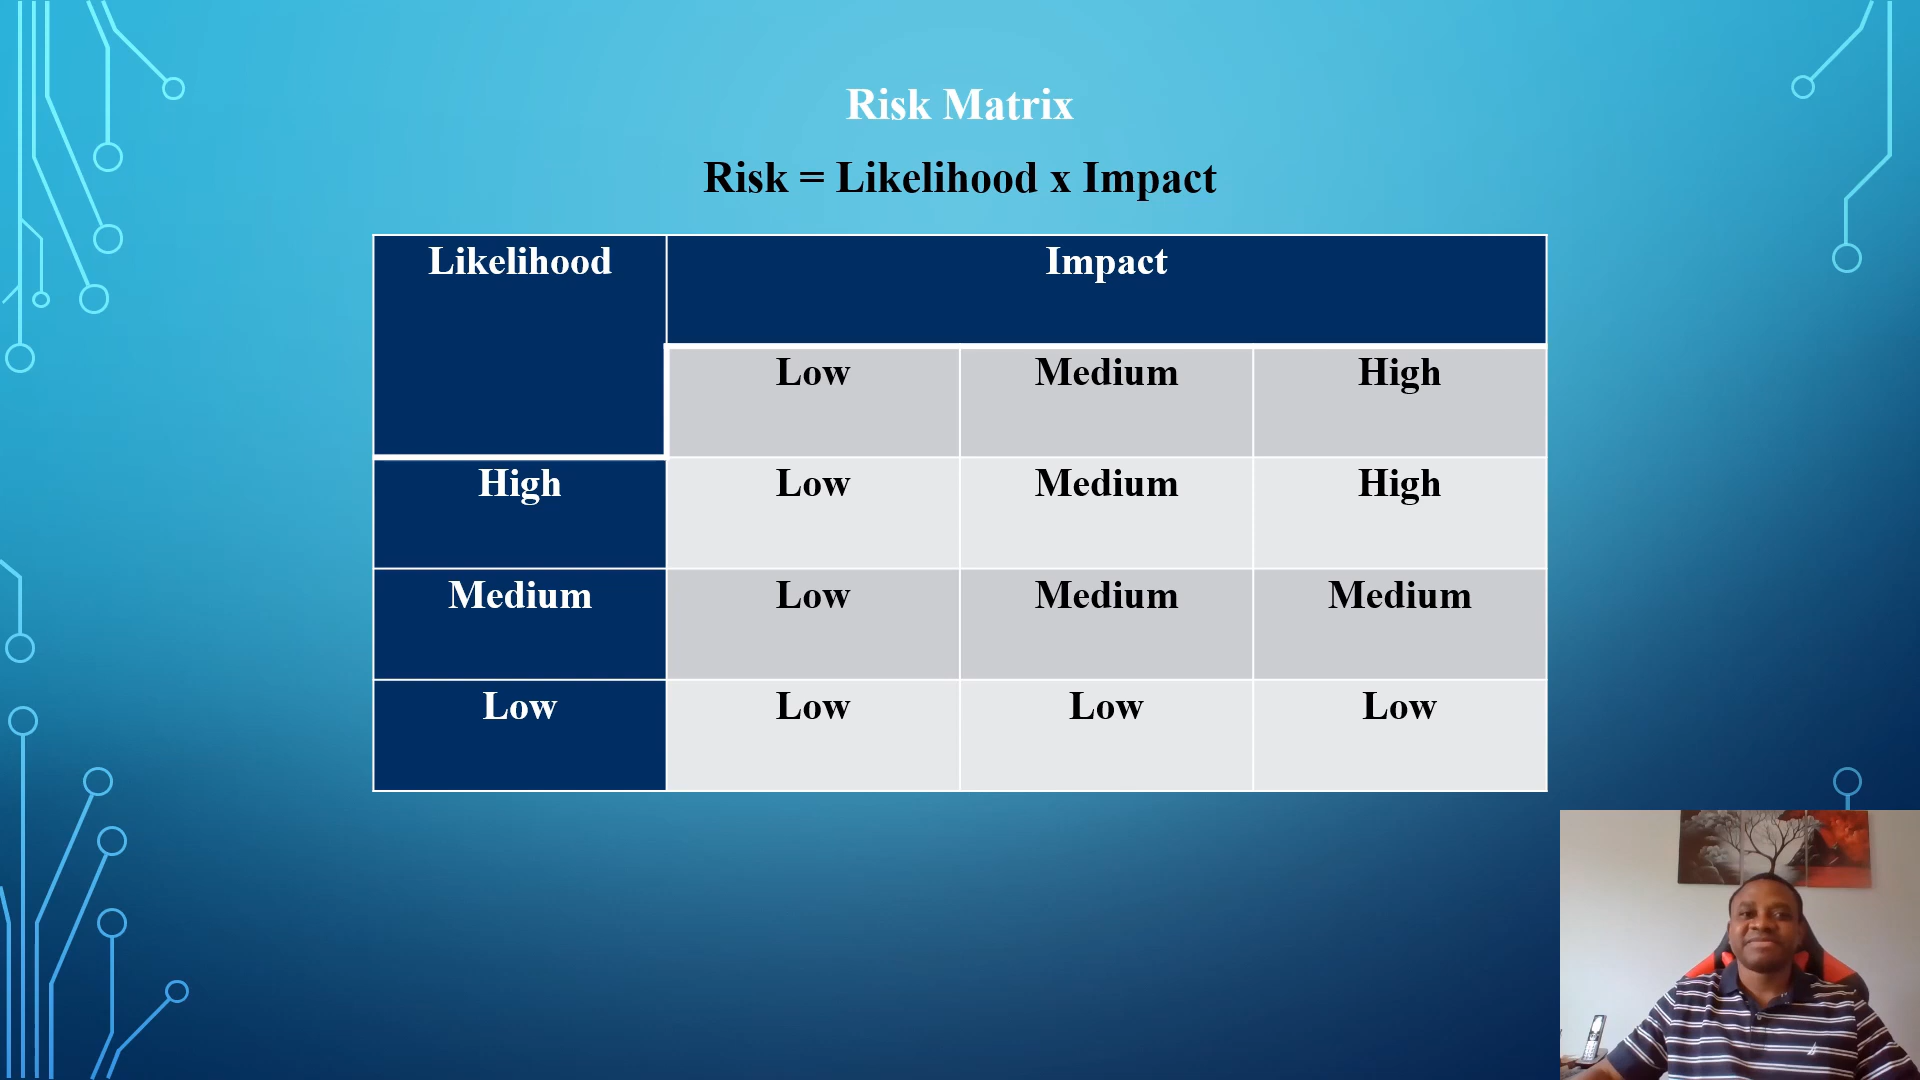 Risk Matrix
Risk = Likelihood x Impact
Likelihood Impact
Low Medium High
High Low Medium High
Medium Low Medium Medium
Low Low Low Low